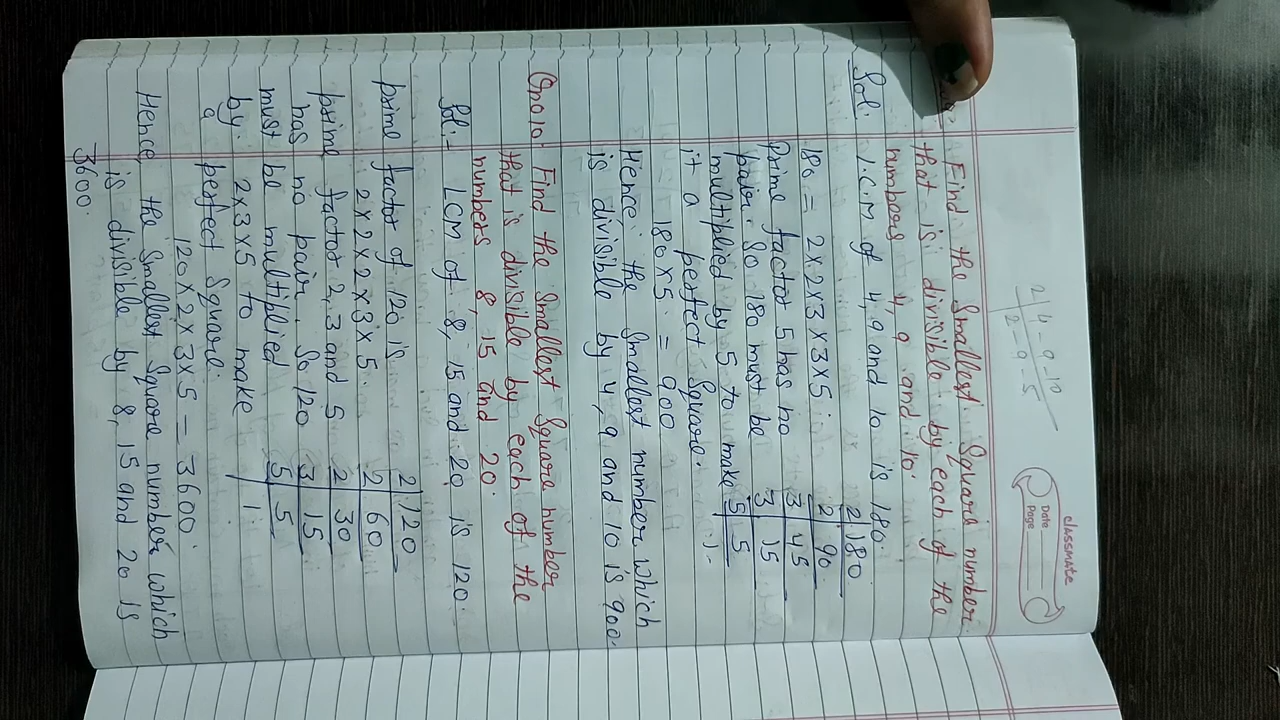 classmate
Date
Page
2 | 4 - 9 - 10
2 - 9 - 5
Find the Smallest Square number
that is divisible by each of the
numbers 4, 9 and 10.
Sol. L.C.M of 4, 9 and 10 is 180.
2 | 180
180 = 2 x 2 x 3 x 3 x 5.
2 | 90
Prime factor 5 has no
3 | 45
pair. So 180 must be
3 | 15
multiplied by 5 to make
5 | 5
it a perfect Square.
1
180 x 5 = 900
Hence, the Smallest number which
is divisible by 4, 9 and 10 is 900.
Qno 10. Find the Smallest Square number
that is divisible by each of the
numbers 8, 15 and 20.
Sol. - LCM of 8, 15 and 20 is 120.
prime factor of 120 is
2 | 120
2 x 2 x 2 x 3 x 5.
2 | 60
prime factor 2, 3 and 5
2 | 30
has no pair. So 120
3 | 15
must be multiplied
5 | 5
by 2x3x5 to make
1
a perfect Square.
120 x 2 x 3 x 5 = 3600.
Hence, the Smallest Square number which
is divisible by 8, 15 and 20 is
3600.